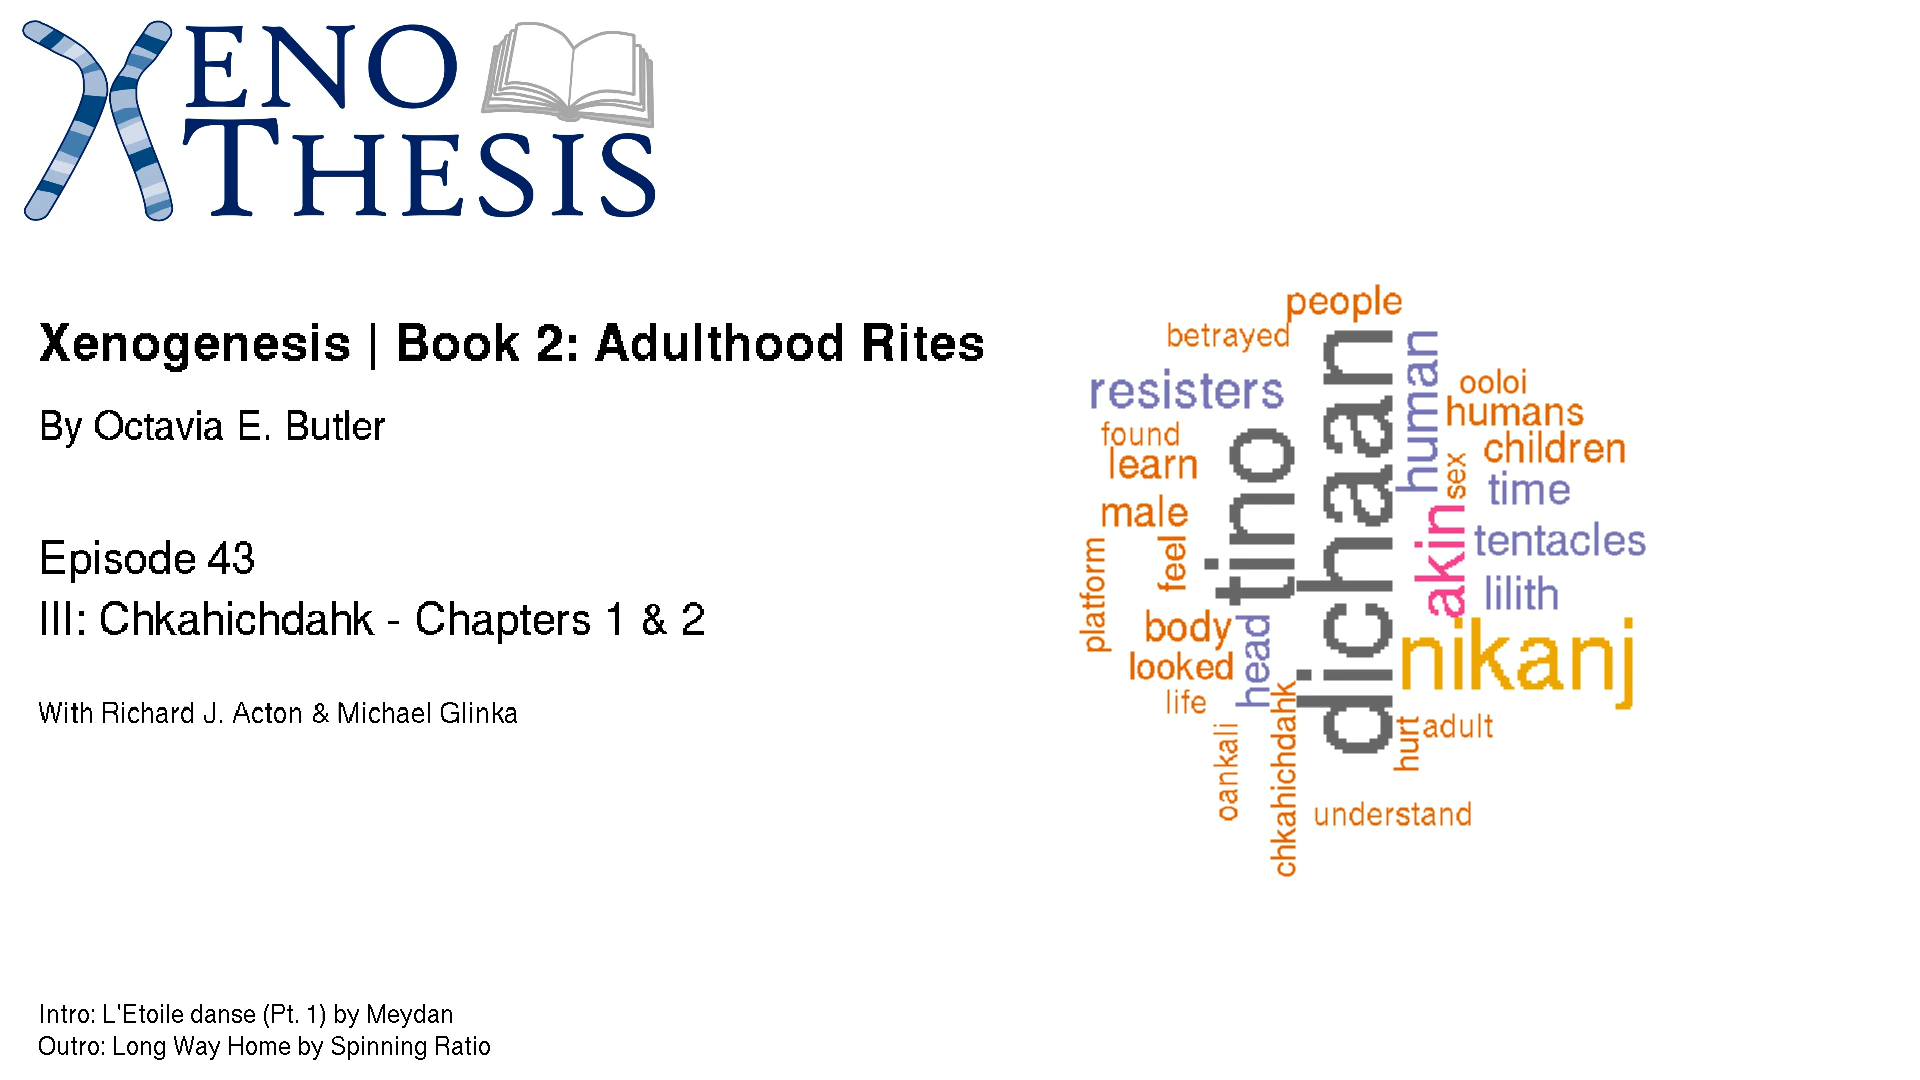 XENO
THESIS
Xenogenesis | Book 2: Adulthood Rites
By Octavia E. Butler
Episode 43
III: Chkahichdahk - Chapters 1 & 2
With Richard J. Acton & Michael Glinka
Intro: L'Etoile danse (Pt. 1) by Meydan
Outro: Long Way Home by Spinning Ratio
people
betrayed
resisters
found
learn
male
platform
feel
body
looked
life
head
oankali
chkahichdahk
tino
dichaan
human
ooloi
humans
children
sex
time
akin
tentacles
lilith
nikanj
hurt
adult
understand